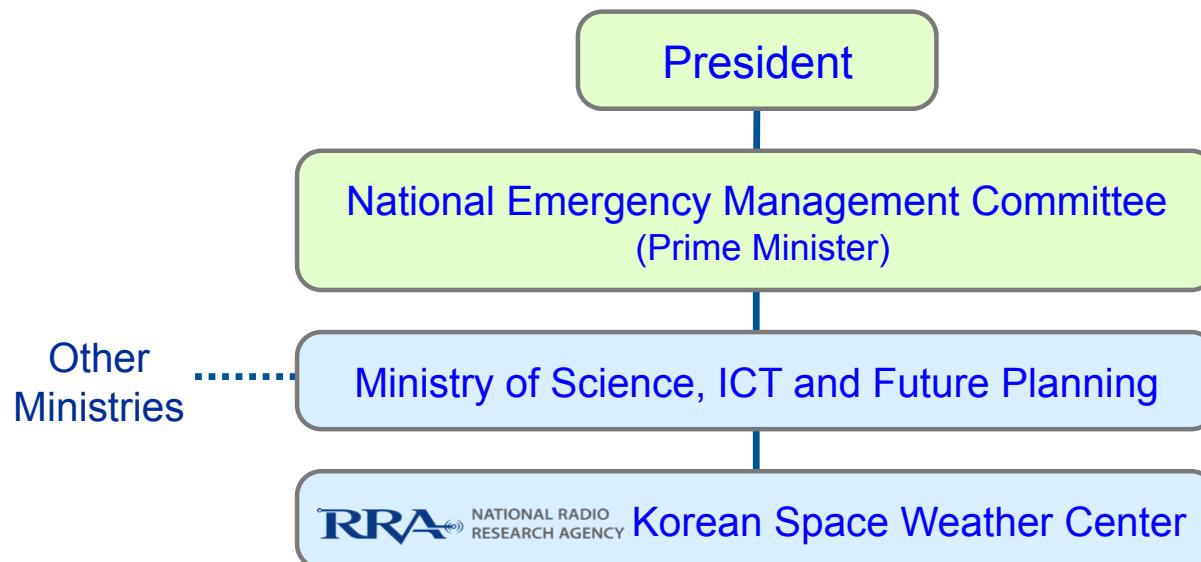 President
National Emergency Management Committee
(Prime Minister)
Other
Ministries
Ministry of Science, ICT and Future Planning
RRA NATIONAL RADIO
RESEARCH AGENCY
Korean Space Weather Center